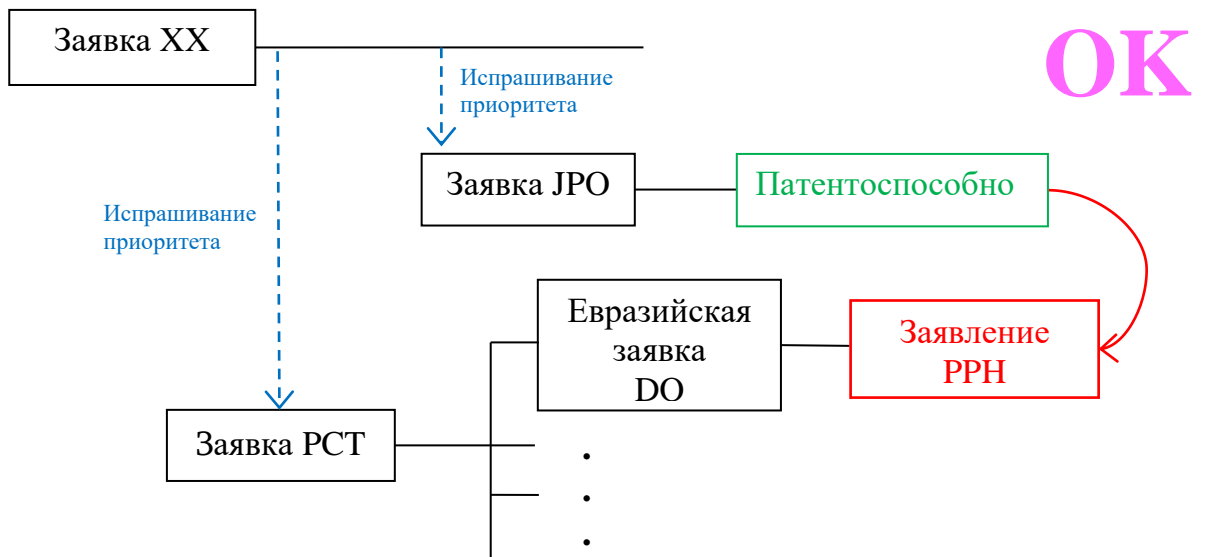 Заявка XX
OK
Испрашивание
приоритета
Заявка JPO
Патентоспособно
Испрашивание
приоритета
Евразийская
заявка
DO
Заявление
PPH
Заявка PCT
.
.
.